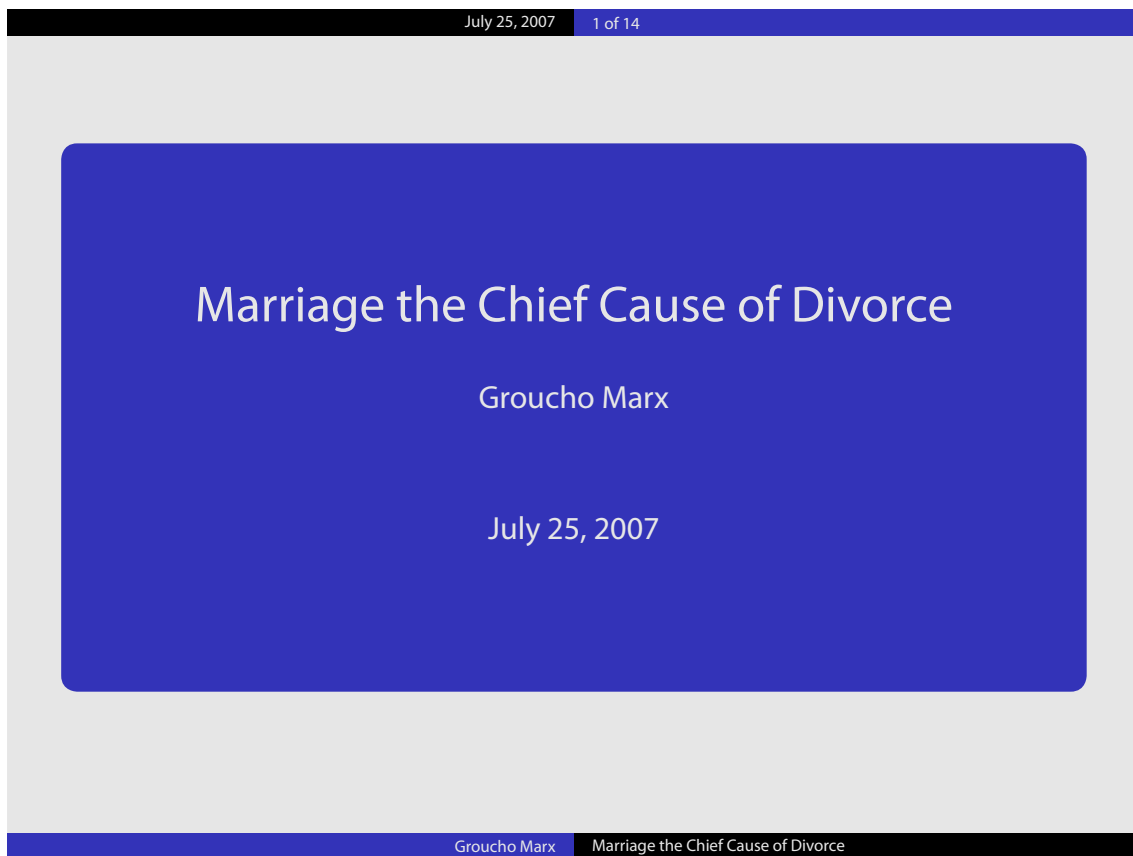 July 25, 2007 1 of 14
Marriage the Chief Cause of Divorce
Groucho Marx
July 25, 2007
Groucho Marx Marriage the Chief Cause of Divorce